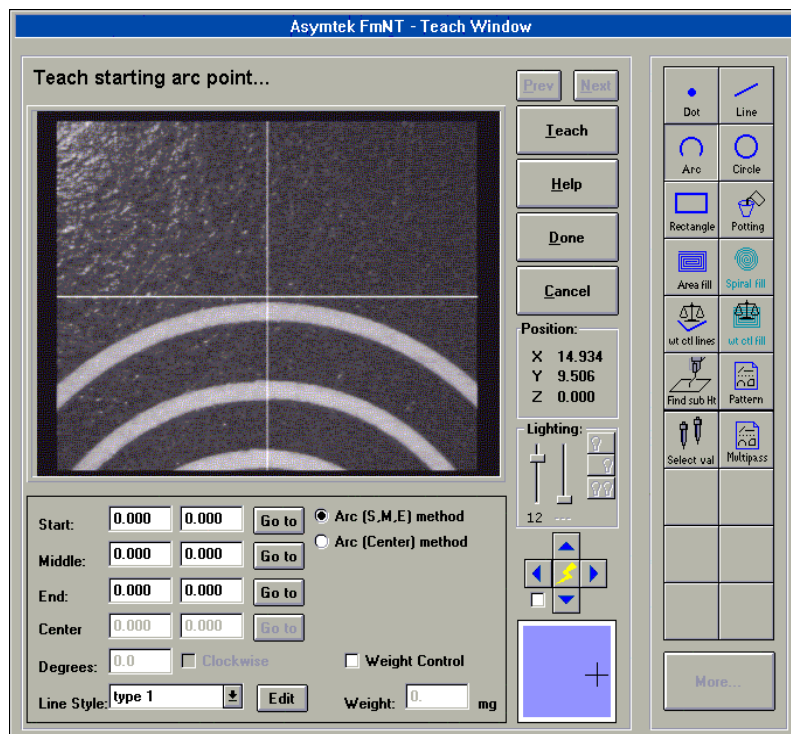 Asymtek FmNT - Teach Window
Teach starting arc point...
Prev Next
Teach
Help
Done
Cancel
Position:
X 14.934
Y 9.506
Z 0.000
Lighting:
12 ---
Start: 0.000 0.000 Go to
Middle: 0.000 0.000 Go to
End: 0.000 0.000 Go to
Center 0.000 0.000 Go to
Degrees: 0.0 Clockwise
Line Style: type 1 Edit
Arc (S,M,E) method
Arc (Center) method
Weight Control
Weight: 0. mg
Dot Line
Arc Circle
Rectangle Potting
Area fill Spiral fill
wt ctl lines wt ctl fill
Find sub Ht Pattern
Select val Multipass
More...